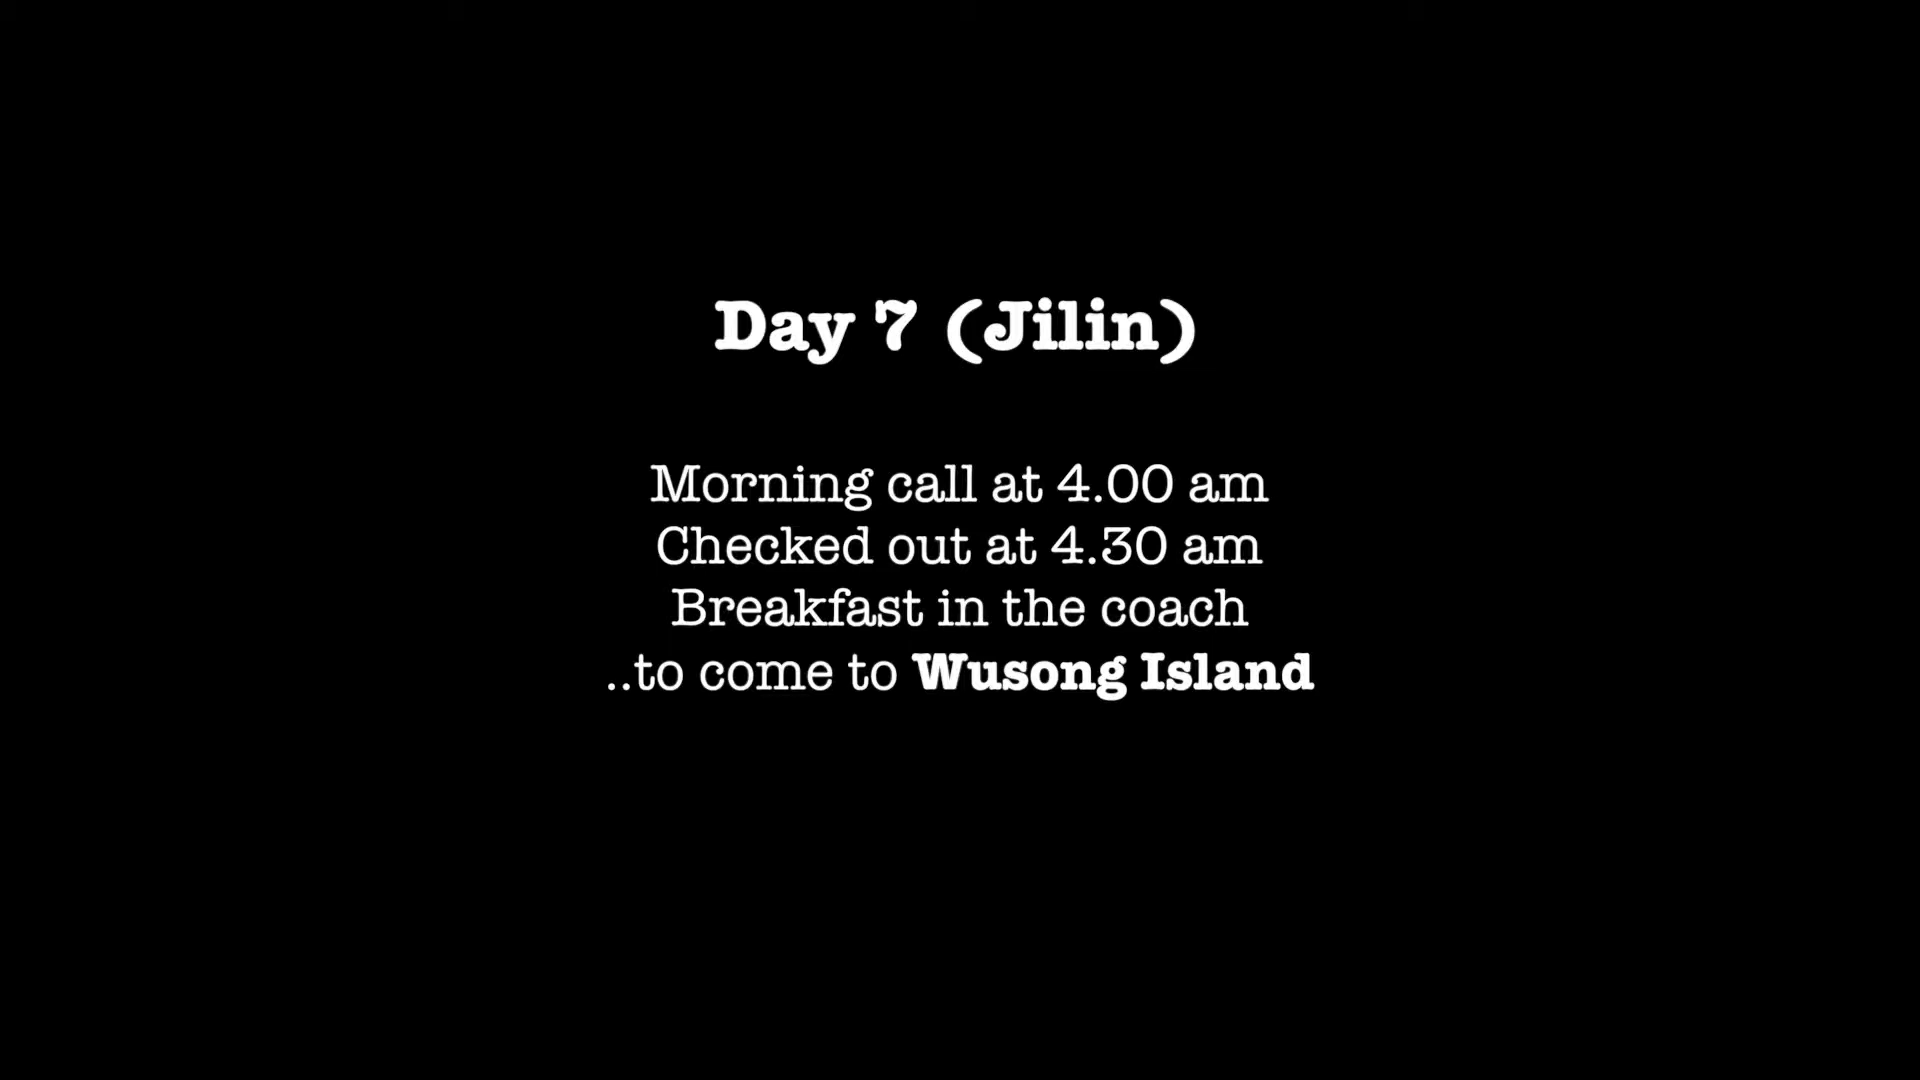 Day 7 (Jilin)
Morning call at 4.00 am
Checked out at 4.30 am
Breakfast in the coach
..to come to Wusong Island